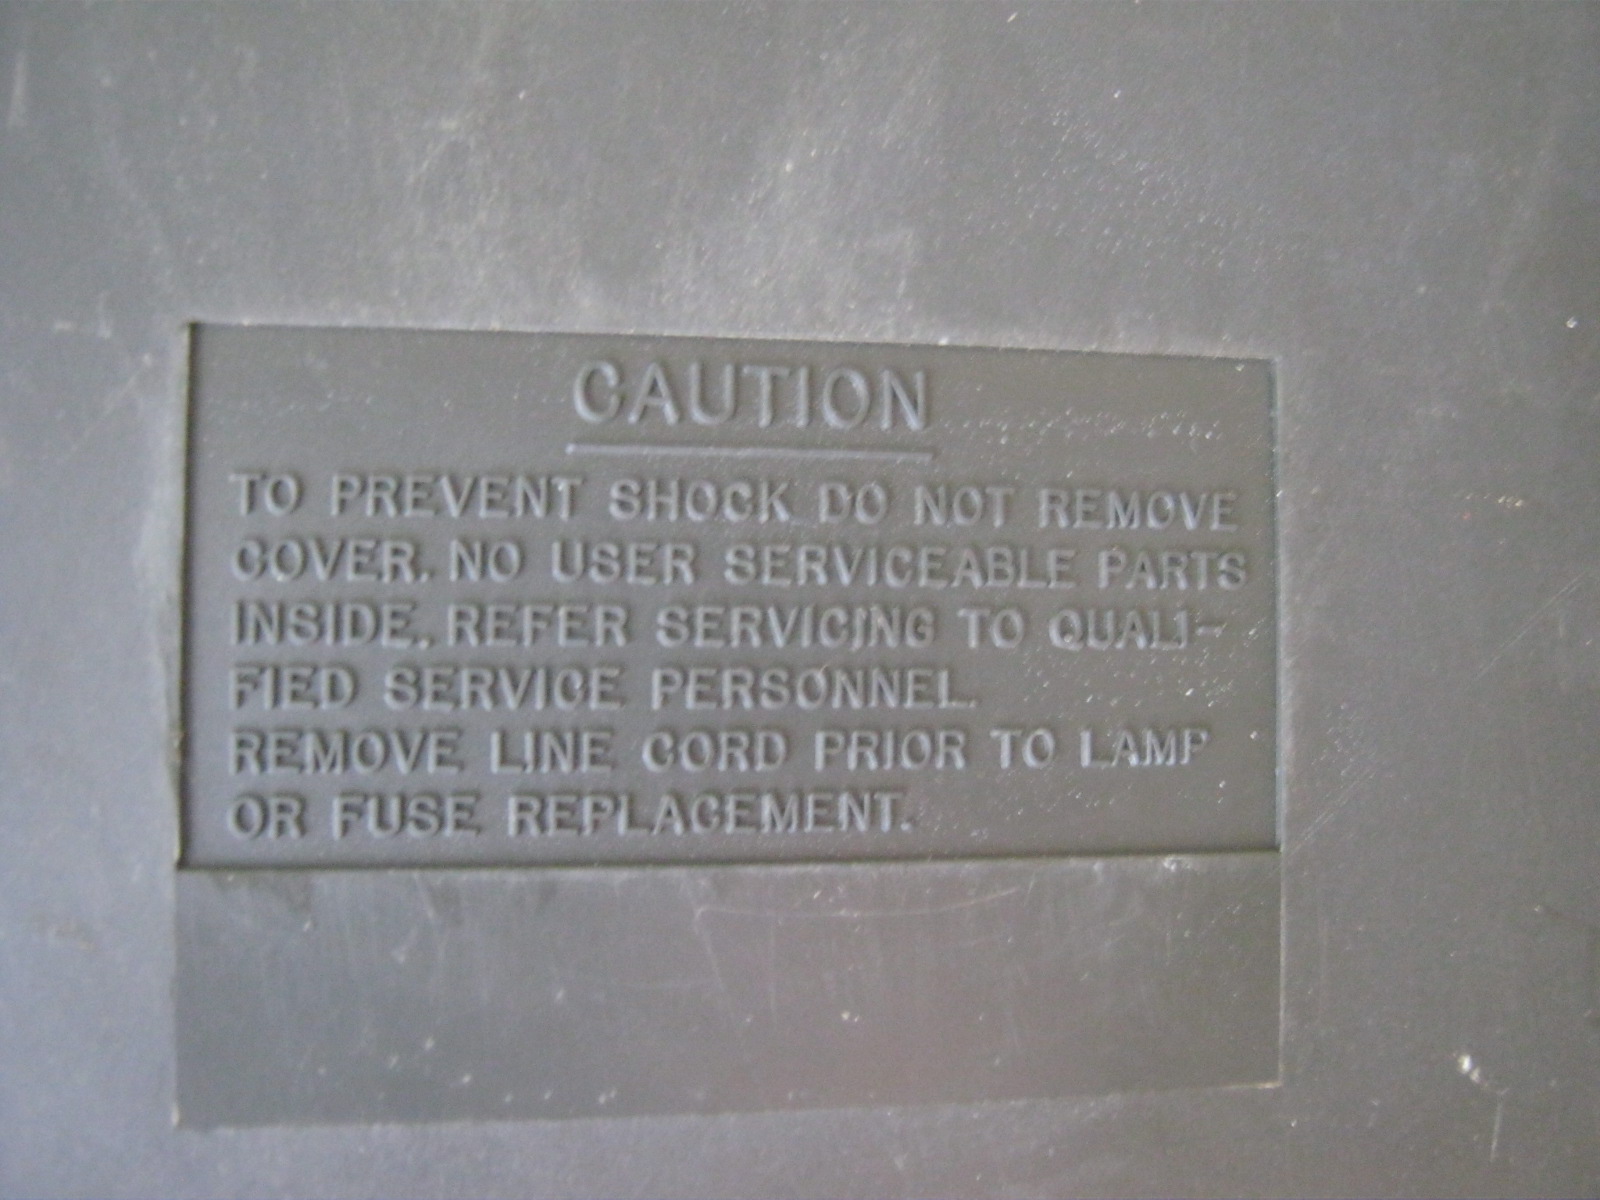 CAUTION
TO PREVENT SHOCK DO NOT REMOVE
COVER. NO USER SERVICEABLE PARTS
INSIDE. REFER SERVICING TO QUALI-
FIED SERVICE PERSONNEL.
REMOVE LINE CORD PRIOR TO LAMP
OR FUSE REPLACEMENT.